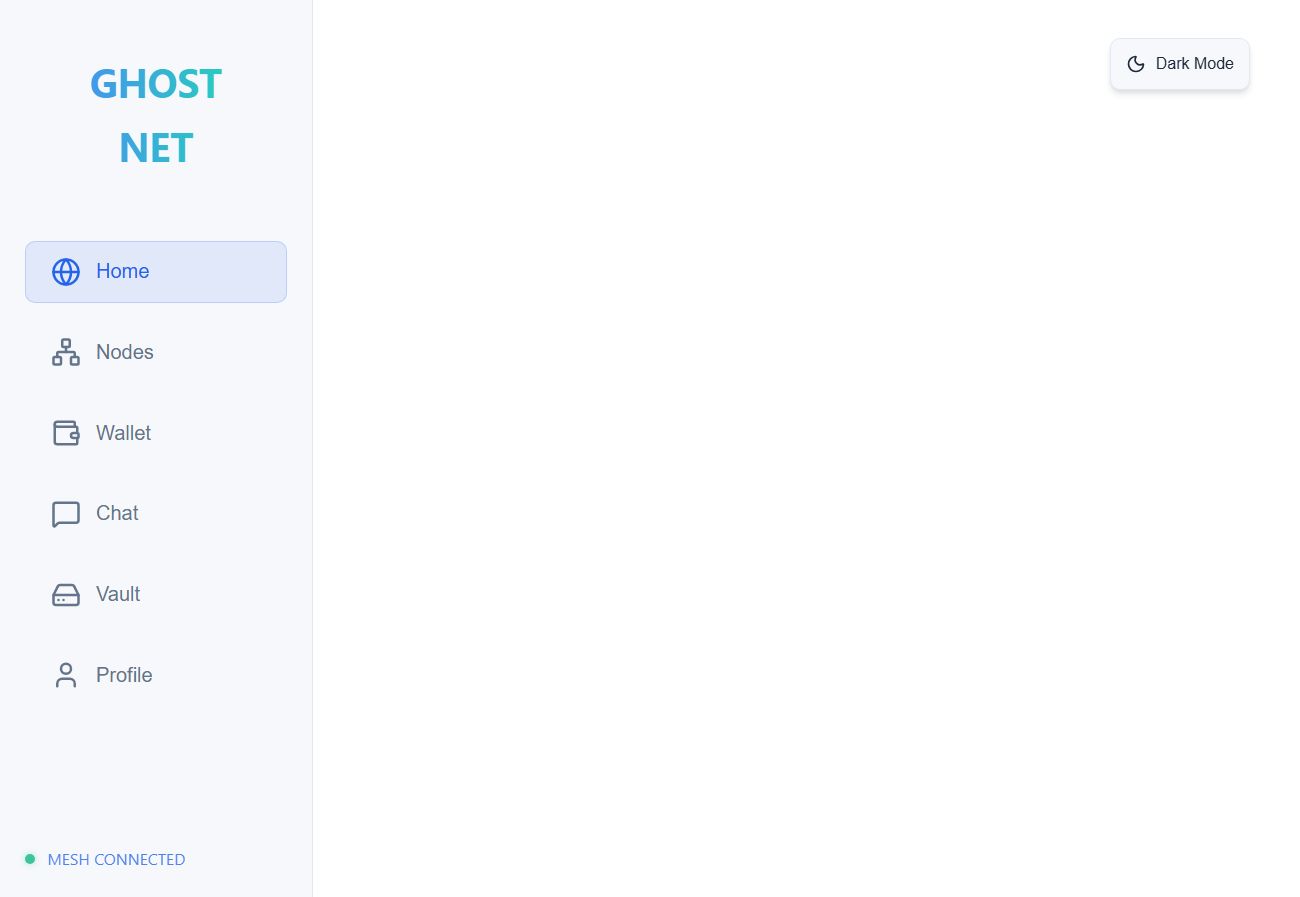 GHOST
NET
Dark Mode
Home
Nodes
Wallet
Chat
Vault
Profile
MESH CONNECTED